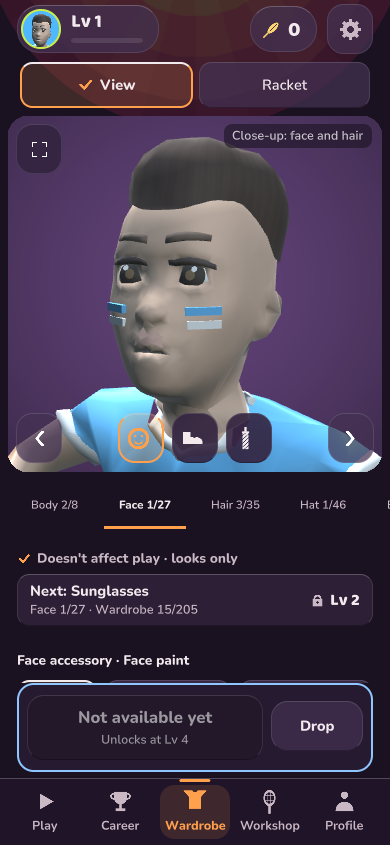 Lv 1
0
View
Racket
Close-up: face and hair
Body 2/8
Face 1/27
Hair 3/35
Hat 1/46
Doesn't affect play · looks only
Next: Sunglasses
Face 1/27 · Wardrobe 15/205
Lv 2
Face accessory · Face paint
Not available yet
Unlocks at Lv 4
Drop
Play
Career
Wardrobe
Workshop
Profile